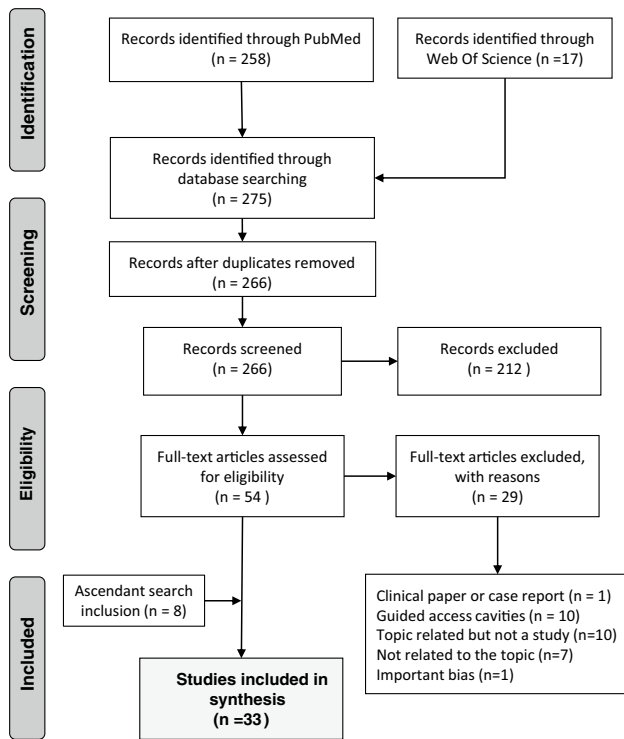 Identification
Records identified through PubMed
(n = 258)
Records identified through
Web Of Science (n =17)
Records identified through
database searching
(n = 275)
Screening
Records after duplicates removed
(n = 266)
Records screened
(n = 266)
Records excluded
(n = 212 )
Eligibility
Full-text articles assessed
for eligibility
(n = 54 )
Full-text articles excluded,
with reasons
(n = 29)
Included
Ascendant search
inclusion (n = 8)
Clinical paper or case report (n = 1)
Guided access cavities (n = 10)
Topic related but not a study (n=10)
Not related to the topic (n=7)
Important bias (n=1)
Studies included in
synthesis
(n =33 )